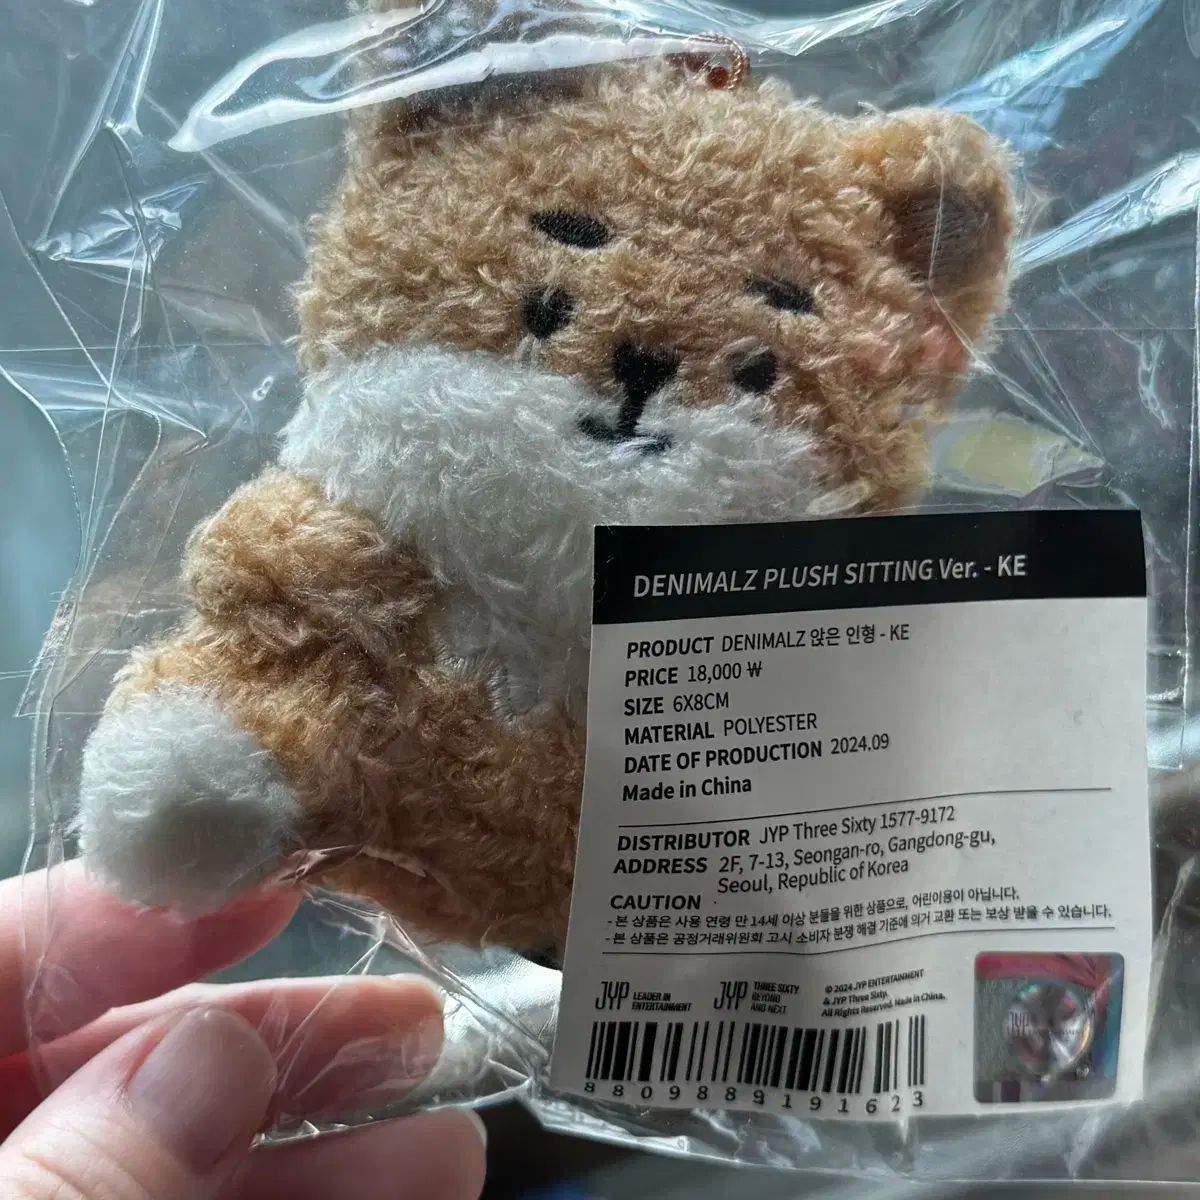 DENIMALZ PLUSH SITTING Ver. - KE
PRODUCT DENIMALZ 앉은 인형 - KE
PRICE 18,000 ₩
SIZE 6X8CM
MATERIAL POLYESTER
DATE OF PRODUCTION 2024.09
Made in China
DISTRIBUTOR JYP Three Sixty 1577-9172
ADDRESS 2F, 7-13, Seongan-ro, Gangdong-gu,
Seoul, Republic of Korea
CAUTION
- 본 상품은 사용 연령 만 14세 이상 분들을 위한 상품으로, 어린이용이 아닙니다.
- 본 상품은 공정거래위원회 고시 소비자 분쟁 해결 기준에 의거 교환 또는 보상 받을 수 있습니다.
JYP LEADER IN ENTERTAINMENT
JYP THREE SIXTY BEYOND AND NEXT
© 2024 JYP ENTERTAINMENT
& JYP Three Sixty.
All Rights Reserved. Made in China.
8809889191623
JYP